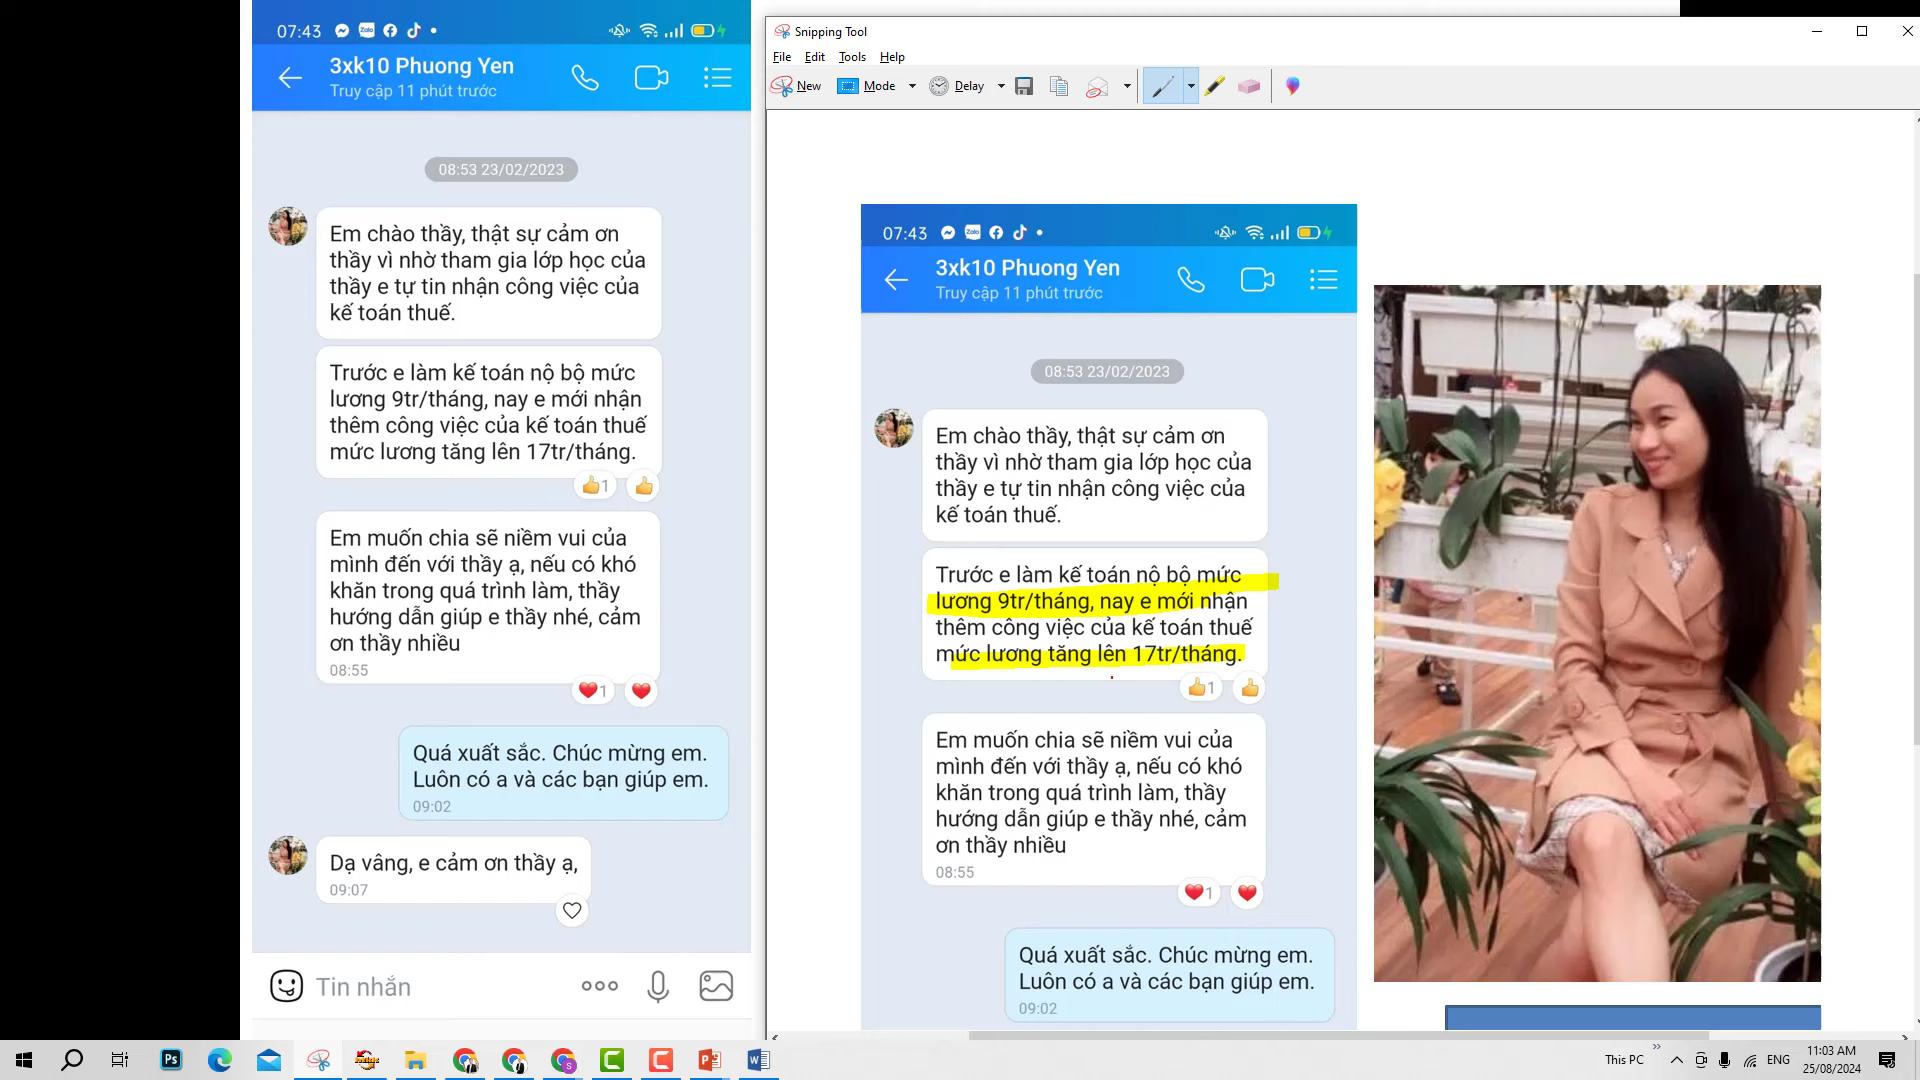 07:43
3xk10 Phuong Yen
Truy cập 11 phút trước
08:53 23/02/2023
Em chào thầy, thật sự cảm ơn
thầy vì nhờ tham gia lớp học của
thầy e tự tin nhận công việc của
kế toán thuế.
Trước e làm kế toán nộ bộ mức
lương 9tr/tháng, nay e mới nhận
thêm công việc của kế toán thuế
mức lương tăng lên 17tr/tháng.
1
Em muốn chia sẽ niềm vui của
mình đến với thầy ạ, nếu có khó
khăn trong quá trình làm, thầy
hướng dẫn giúp e thầy nhé, cảm
ơn thầy nhiều
08:55
1
Quá xuất sắc. Chúc mừng em.
Luôn có a và các bạn giúp em.
09:02
Dạ vâng, e cảm ơn thầy ạ,
09:07
Tin nhắn
Snipping Tool
File Edit Tools Help
New Mode Delay
07:43 Zalo
3xk10 Phuong Yen
Truy cập 11 phút trước
08:53 23/02/2023
Em chào thầy, thật sự cảm ơn
thầy vì nhờ tham gia lớp học của
thầy e tự tin nhận công việc của
kế toán thuế.
Trước e làm kế toán nộ bộ mức
lương 9tr/tháng, nay e mới nhận
thêm công việc của kế toán thuế
mức lương tăng lên 17tr/tháng.
1
Em muốn chia sẽ niềm vui của
mình đến với thầy ạ, nếu có khó
khăn trong quá trình làm, thầy
hướng dẫn giúp e thầy nhé, cảm
ơn thầy nhiều
08:55
1
Quá xuất sắc. Chúc mừng em.
Luôn có a và các bạn giúp em.
09:02
Ps
This PC
ENG
11:03 AM
25/08/2024